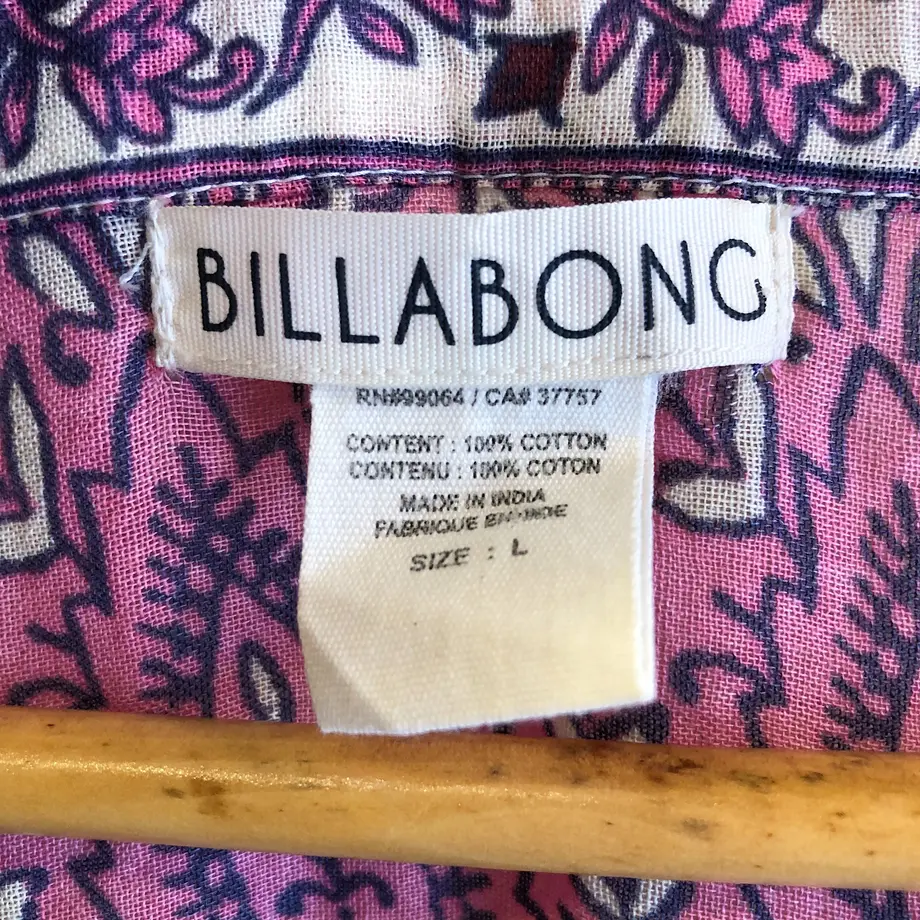 BILLABONG
RN#99064 / CA# 37757
CONTENT : 100% COTTON
CONTENU : 100% COTON
MADE IN INDIA
FABRIQUE EN INDE
SIZE : L